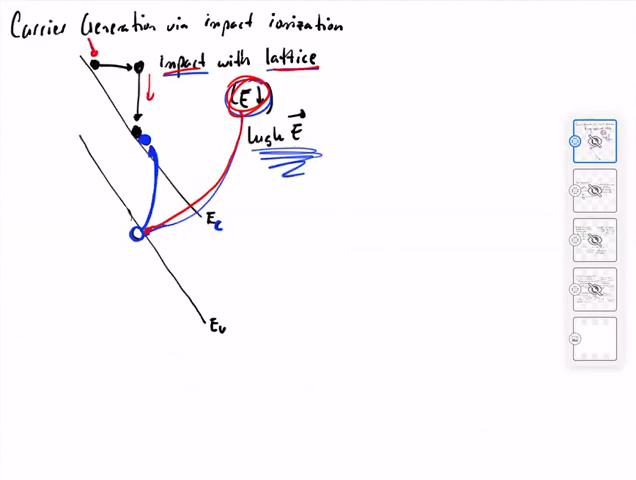 Carrier Generation via impact ionization
impact with lattice
(E↓)
high E⃗
Ec
Ev